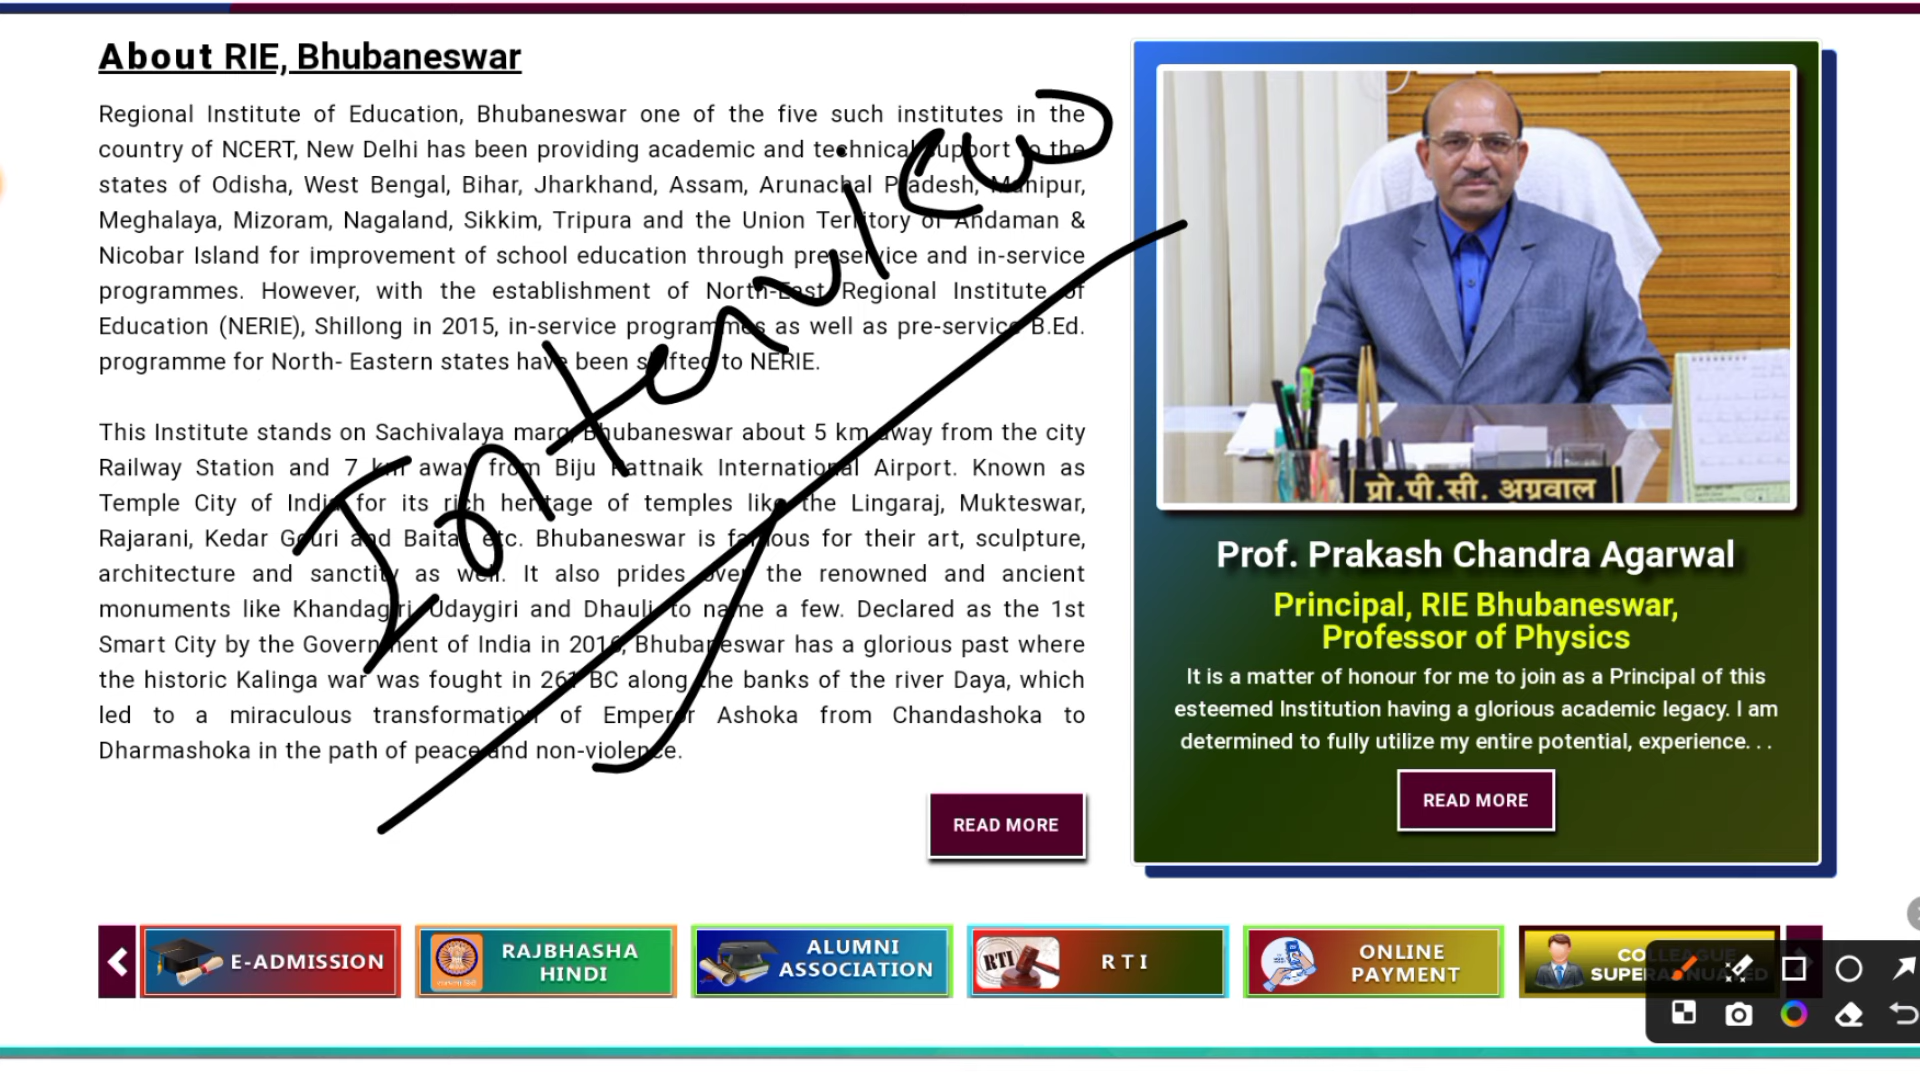 About RIE, Bhubaneswar
Regional Institute of Education, Bhubaneswar one of the five such institutes in the
country of NCERT, New Delhi has been providing academic and technical support to the
states of Odisha, West Bengal, Bihar, Jharkhand, Assam, Arunachal Pradesh, Manipur,
Meghalaya, Mizoram, Nagaland, Sikkim, Tripura and the Union Territory of Andaman &
Nicobar Island for improvement of school education through pre-service and in-service
programmes. However, with the establishment of North-East Regional Institute of
Education (NERIE), Shillong in 2015, in-service programmes as well as pre-service B.Ed.
programme for North- Eastern states have been shifted to NERIE.
This Institute stands on Sachivalaya marg, Bhubaneswar about 5 km away from the city
Railway Station and 7 km away from Biju Pattnaik International Airport. Known as
Temple City of India for its rich heritage of temples like the Lingaraj, Mukteswar,
Rajarani, Kedar Gouri and Baital etc. Bhubaneswar is famous for their art, sculpture,
architecture and sanctity as well. It also prides over the renowned and ancient
monuments like Khandagiri, Udaygiri and Dhauli, to name a few. Declared as the 1st
Smart City by the Government of India in 2016, Bhubaneswar has a glorious past where
the historic Kalinga war was fought in 261 BC along the banks of the river Daya, which
led to a miraculous transformation of Emperor Ashoka from Chandashoka to
Dharmashoka in the path of peace and non-violence.
READ MORE
Interview
प्रो.पी.सी. अग्रवाल
Prof. Prakash Chandra Agarwal
Principal, RIE Bhubaneswar,
Professor of Physics
It is a matter of honour for me to join as a Principal of this
esteemed Institution having a glorious academic legacy. I am
determined to fully utilize my entire potential, experience. . .
READ MORE
E-ADMISSION
RAJBHASHA
HINDI
ALUMNI
ASSOCIATION
RTI
R T I
ONLINE
PAYMENT
COLLEAGUE
SUPERANNUATED